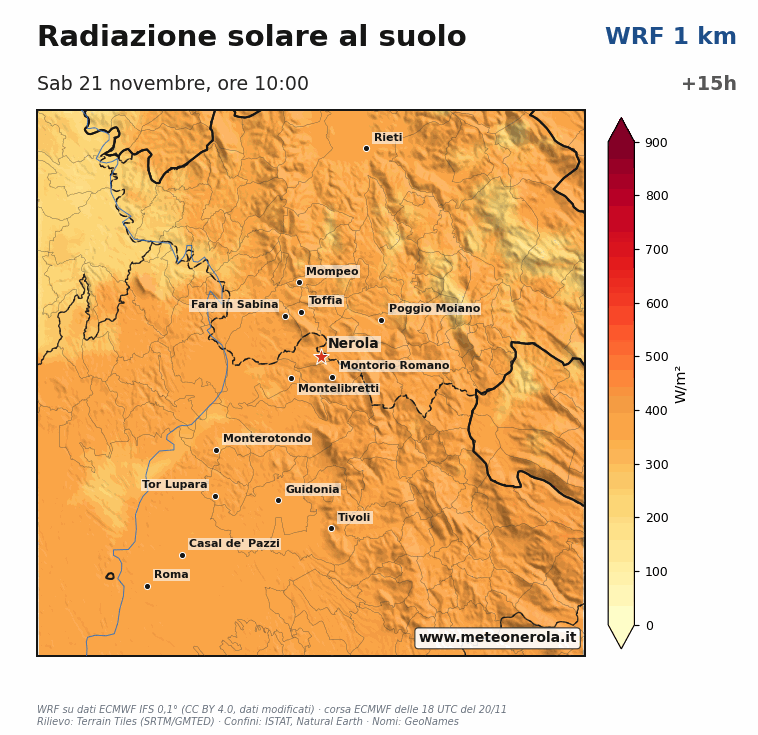 Radiazione solare al suolo
WRF 1 km
Sab 21 novembre, ore 10:00
+15h
Rieti
Mompeo
Toffia
Fara in Sabina
Poggio Moiano
Nerola
Montorio Romano
Montelibretti
Monterotondo
Tor Lupara
Guidonia
Tivoli
Casal de' Pazzi
Roma
www.meteonerola.it
900
800
700
600
500
400
300
200
100
0
W/m²
WRF su dati ECMWF IFS 0,1° (CC BY 4.0, dati modificati) · corsa ECMWF delle 18 UTC del 20/11
Rilievo: Terrain Tiles (SRTM/GMTED) · Confini: ISTAT, Natural Earth · Nomi: GeoNames